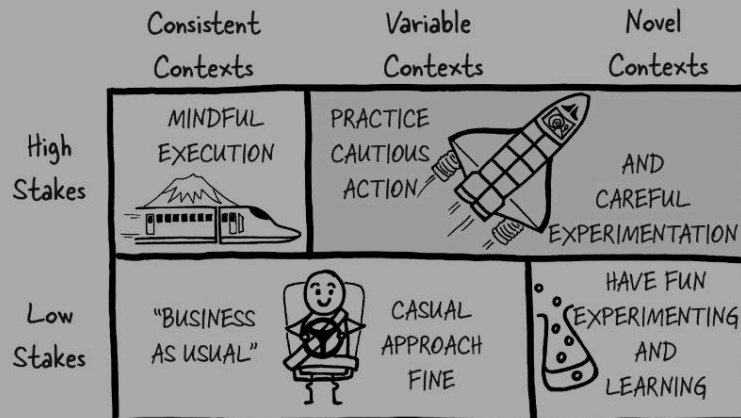 Consistent
Contexts
Variable
Contexts
Novel
Contexts
High
Stakes
MINDFUL
EXECUTION
PRACTICE
CAUTIOUS
ACTION
AND
CAREFUL
EXPERIMENTATION
Low
Stakes
"BUSINESS
AS USUAL"
CASUAL
APPROACH
FINE
HAVE FUN
EXPERIMENTING
AND
LEARNING